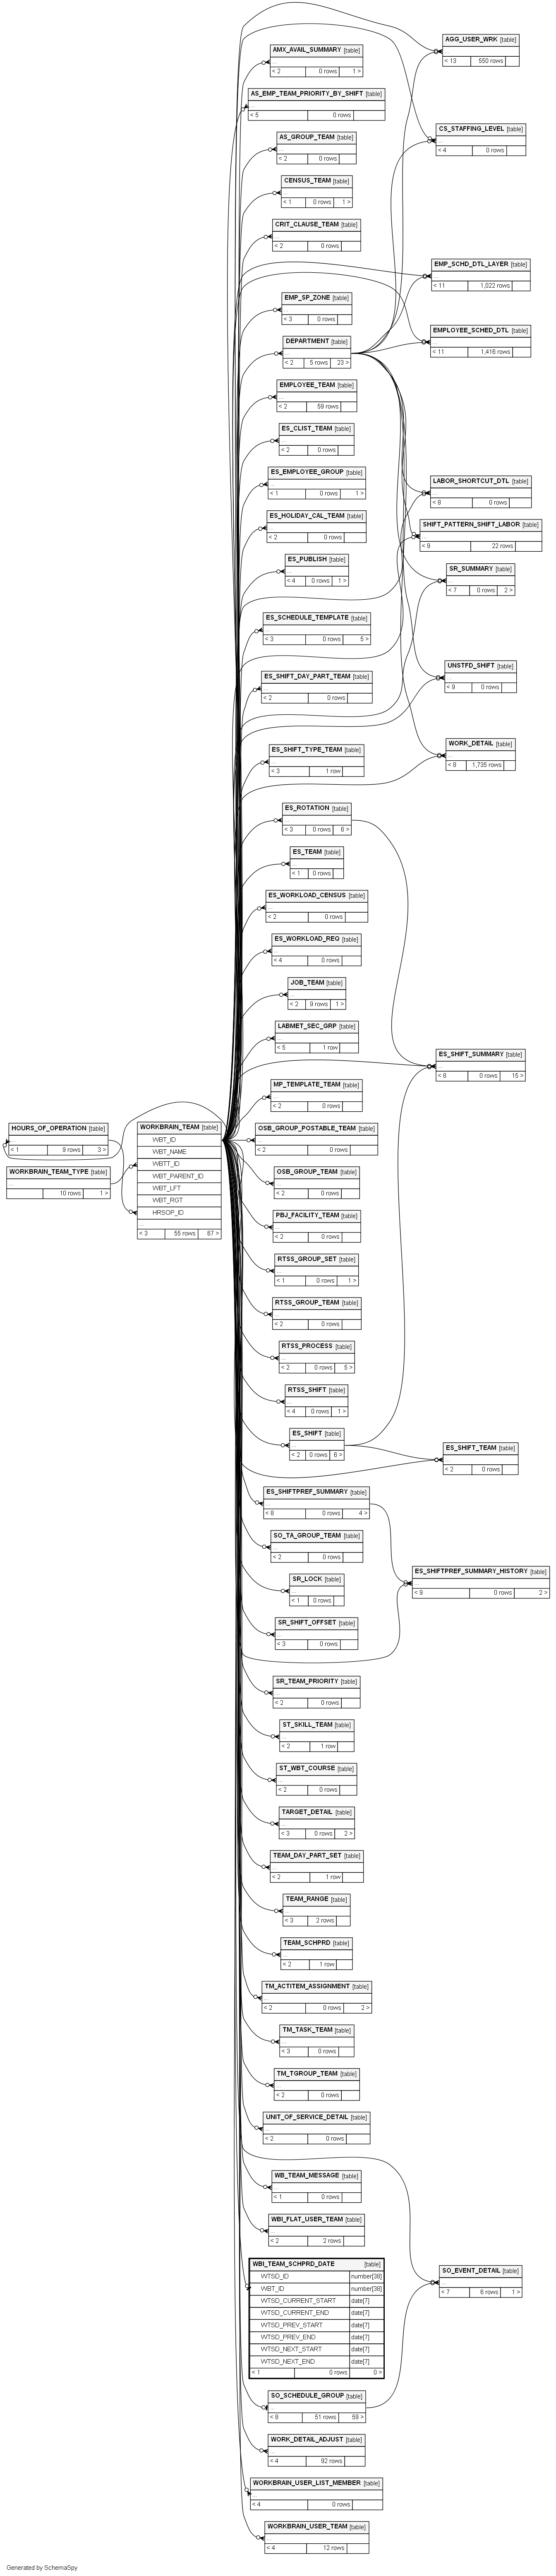 AGG_USER_WRK [table]
...
< 13 550 rows
AMX_AVAIL_SUMMARY [table]
...
< 2 0 rows 1 >
AS_EMP_TEAM_PRIORITY_BY_SHIFT [table]
...
< 5 0 rows
CS_STAFFING_LEVEL [table]
...
< 4 0 rows
AS_GROUP_TEAM [table]
...
< 2 0 rows
CENSUS_TEAM [table]
...
< 1 0 rows 1 >
CRIT_CLAUSE_TEAM [table]
...
< 2 0 rows
EMP_SCHD_DTL_LAYER [table]
...
< 11 1,022 rows
EMP_SP_ZONE [table]
...
< 3 0 rows
EMPLOYEE_SCHED_DTL [table]
...
< 11 1,416 rows
DEPARTMENT [table]
...
< 2 5 rows 23 >
EMPLOYEE_TEAM [table]
...
< 2 59 rows
ES_CLIST_TEAM [table]
...
< 2 0 rows
ES_EMPLOYEE_GROUP [table]
...
< 1 0 rows 1 >
LABOR_SHORTCUT_DTL [table]
...
< 8 0 rows
ES_HOLIDAY_CAL_TEAM [table]
...
< 2 0 rows
SHIFT_PATTERN_SHIFT_LABOR [table]
...
< 9 22 rows
ES_PUBLISH [table]
...
< 4 0 rows 1 >
SR_SUMMARY [table]
...
< 7 0 rows 2 >
ES_SCHEDULE_TEMPLATE [table]
...
< 3 0 rows 5 >
ES_SHIFT_DAY_PART_TEAM [table]
...
< 2 0 rows
UNSTFD_SHIFT [table]
...
< 9 0 rows
ES_SHIFT_TYPE_TEAM [table]
...
< 3 1 row
WORK_DETAIL [table]
...
< 8 1,735 rows
ES_ROTATION [table]
...
< 3 0 rows 6 >
ES_TEAM [table]
...
< 1 0 rows
ES_WORKLOAD_CENSUS [table]
...
< 2 0 rows
ES_WORKLOAD_REQ [table]
...
< 4 0 rows
JOB_TEAM [table]
...
< 2 9 rows 1 >
LABMET_SEC_GRP [table]
...
< 5 1 row
ES_SHIFT_SUMMARY [table]
...
< 8 0 rows 15 >
MP_TEMPLATE_TEAM [table]
...
< 2 0 rows
HOURS_OF_OPERATION [table]
...
< 1 9 rows 3 >
WORKBRAIN_TEAM_TYPE [table]
10 rows 1 >
WORKBRAIN_TEAM [table]
WBT_ID
WBT_NAME
WBTT_ID
WBT_PARENT_ID
WBT_LFT
WBT_RGT
HRSOP_ID
...
< 3 55 rows 67 >
OSB_GROUP_POSTABLE_TEAM [table]
...
< 2 0 rows
OSB_GROUP_TEAM [table]
...
< 2 0 rows
PBJ_FACILITY_TEAM [table]
...
< 2 0 rows
RTSS_GROUP_SET [table]
...
< 1 0 rows 1 >
RTSS_GROUP_TEAM [table]
...
< 2 0 rows
RTSS_PROCESS [table]
...
< 2 0 rows 5 >
RTSS_SHIFT [table]
...
< 4 0 rows 1 >
ES_SHIFT [table]
...
< 2 0 rows 6 >
ES_SHIFT_TEAM [table]
...
< 2 0 rows
ES_SHIFTPREF_SUMMARY [table]
...
< 8 0 rows 4 >
SO_TA_GROUP_TEAM [table]
...
< 2 0 rows
SR_LOCK [table]
...
< 1 0 rows
ES_SHIFTPREF_SUMMARY_HISTORY [table]
...
< 9 0 rows 2 >
SR_SHIFT_OFFSET [table]
...
< 3 0 rows
SR_TEAM_PRIORITY [table]
...
< 2 0 rows
ST_SKILL_TEAM [table]
...
< 2 1 row
ST_WBT_COURSE [table]
...
< 2 0 rows
TARGET_DETAIL [table]
...
< 3 0 rows 2 >
TEAM_DAY_PART_SET [table]
...
< 2 1 row
TEAM_RANGE [table]
...
< 3 2 rows
TEAM_SCHPRD [table]
...
< 2 1 row
TM_ACTITEM_ASSIGNMENT [table]
...
< 2 0 rows 2 >
TM_TASK_TEAM [table]
...
< 3 0 rows
TM_TGROUP_TEAM [table]
...
< 2 0 rows
UNIT_OF_SERVICE_DETAIL [table]
...
< 2 0 rows
WB_TEAM_MESSAGE [table]
...
< 1 0 rows
WBI_FLAT_USER_TEAM [table]
...
< 2 2 rows
WBI_TEAM_SCHPRD_DATE [table]
WTSD_ID number[38]
WBT_ID number[38]
WTSD_CURRENT_START date[7]
WTSD_CURRENT_END date[7]
WTSD_PREV_START date[7]
WTSD_PREV_END date[7]
WTSD_NEXT_START date[7]
WTSD_NEXT_END date[7]
< 1 0 rows 0 >
SO_EVENT_DETAIL [table]
...
< 7 6 rows 1 >
SO_SCHEDULE_GROUP [table]
...
< 8 51 rows 59 >
WORK_DETAIL_ADJUST [table]
...
< 4 92 rows
WORKBRAIN_USER_LIST_MEMBER [table]
...
< 4 0 rows
WORKBRAIN_USER_TEAM [table]
...
< 4 12 rows
Generated by SchemaSpy